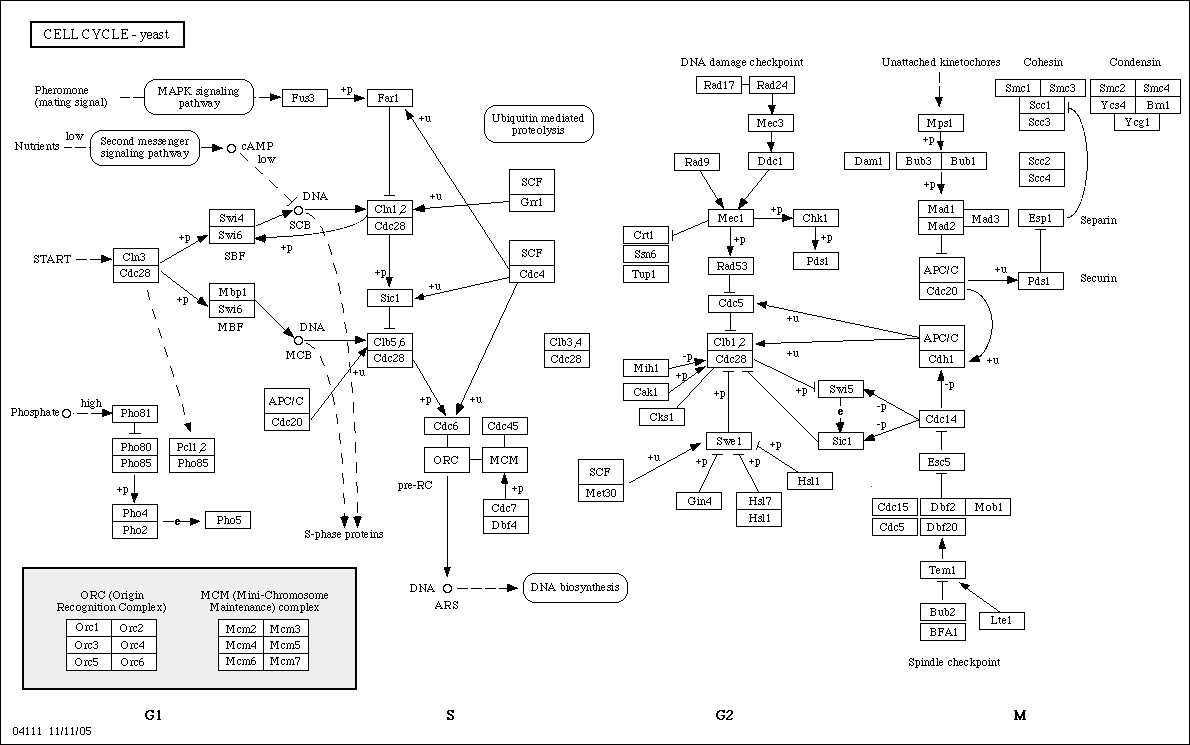 CELL CYCLE - yeast
Pheromone
(mating signal)
MAPK signaling
pathway
Fus3
+p
Far1
Ubiquitin mediated
proteolysis
Nutrients
low
Second messenger
signaling pathway
cAMP
low
+u
DNA
SCB
Cln1,2
Cdc28
+u
SCF
Grr1
Swi4
Swi6
SBF
+p
+p
START
Cln3
Cdc28
+p
Mbp1
Swi6
MBF
DNA
MCB
+p
Sic1
+u
SCF
Cdc4
Clb5,6
Cdc28
+u
Clb3,4
Cdc28
APC/C
Cdc20
+p
+u
Phosphate
high
Pho81
Pho80
Pho85
Pcl1,2
Pho85
+p
Pho4
Pho2
e
Pho5
Cdc6
Cdc45
ORC
MCM
pre-RC
+p
Cdc7
Dbf4
S-phase proteins
DNA
ARS
DNA biosynthesis
ORC (Origin
Recognition Complex)
Orc1 Orc2
Orc3 Orc4
Orc5 Orc6
MCM (Mini-Chromosome
Maintenance) complex
Mcm2 Mcm3
Mcm4 Mcm5
Mcm6 Mcm7
DNA damage checkpoint
Rad17 Rad24
Mec3
Rad9
Ddc1
Mec1
+p
Chk1
+p
Pds1
Crt1
Ssn6
Tup1
+p
Rad53
Cdc5
+u
Clb1,2
Cdc28
+u
Mih1
-p
Cak1
+p
Cks1
+p
+p
Swi5
e
Sic1
-p
-p
Swe1
+p
+u
SCF
Met30
+p
+p
Gin4
Hsl7
Hsl1
Hsl1
Unattached kinetochores
Mps1
+p
Dam1
Bub3 Bub1
+p
Mad1
Mad2
Mad3
APC/C
Cdc20
+u
APC/C
Cdh1
+u
-p
Cdc14
Esc5
Cdc15
Dbf2
Mob1
Cdc5
Dbf20
Tem1
Bub2
BFA1
Lte1
Spindle checkpoint
Cohesin
Smc1 Smc3
Scc1
Scc3
Scc2
Scc4
Condensin
Smc2 Smc4
Ycs4 Brn1
Ycg1
Esp1
Separin
Pds1
Securin
G1
S
G2
M
04111 11/11/05